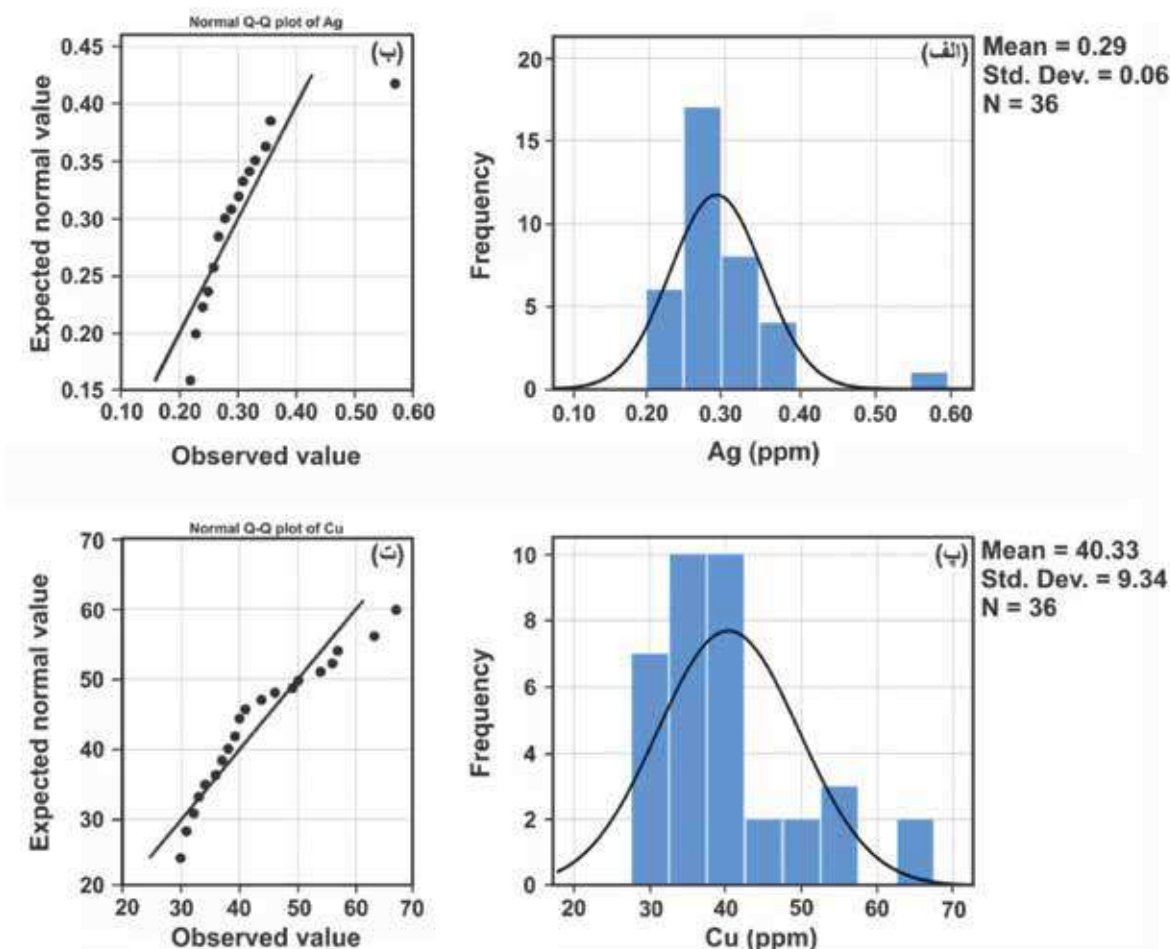 Normal Q-Q plot of Ag
(ب)
0.45
0.40
0.35
0.30
0.25
0.20
0.15
Expected normal value
0.10 0.20 0.30 0.40 0.50 0.60
Observed value
(الف)
Mean = 0.29
Std. Dev. = 0.06
N = 36
20
15
10
5
0
Frequency
0.10 0.20 0.30 0.40 0.50 0.60
Ag (ppm)
Normal Q-Q plot of Cu
(ت)
70
60
50
40
30
20
Expected normal value
20 30 40 50 60 70
Observed value
(پ)
Mean = 40.33
Std. Dev. = 9.34
N = 36
10
8
6
4
2
0
Frequency
20 30 40 50 60 70
Cu (ppm)